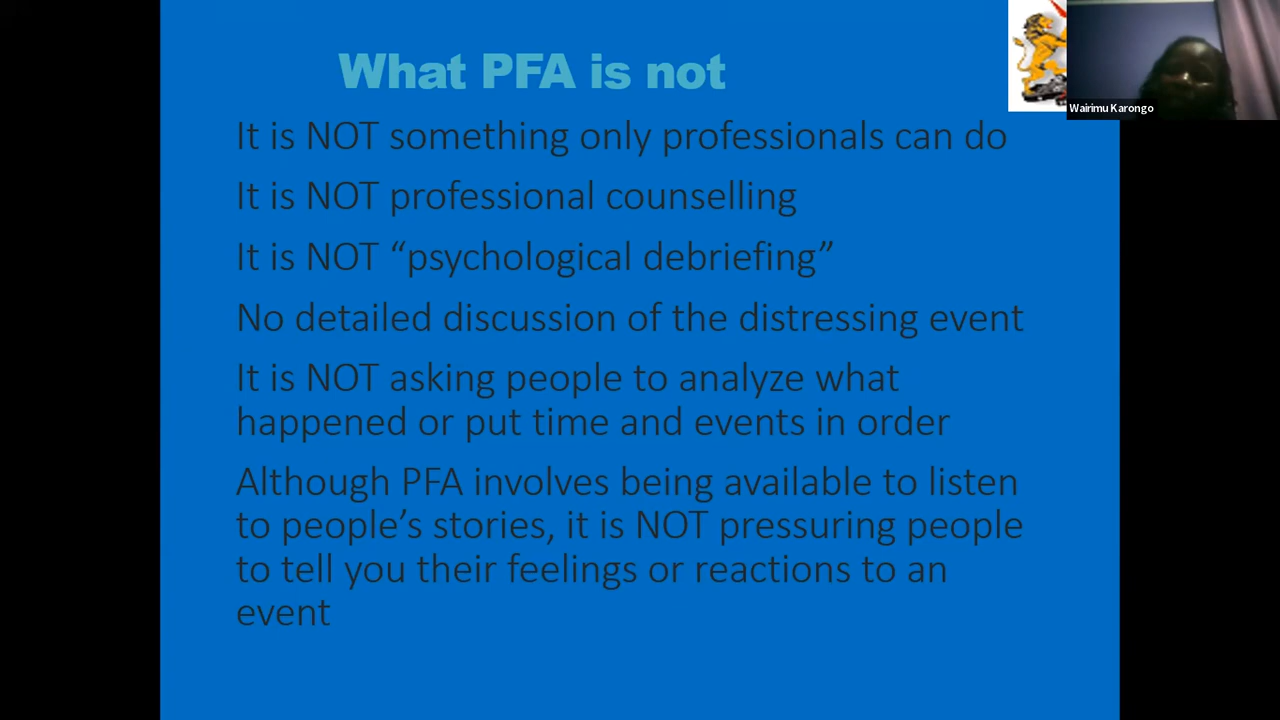 What PFA is not
Wairimu Karongo
It is NOT something only professionals can do
It is NOT professional counselling
It is NOT “psychological debriefing”
No detailed discussion of the distressing event
It is NOT asking people to analyze what
happened or put time and events in order
Although PFA involves being available to listen
to people’s stories, it is NOT pressuring people
to tell you their feelings or reactions to an
event